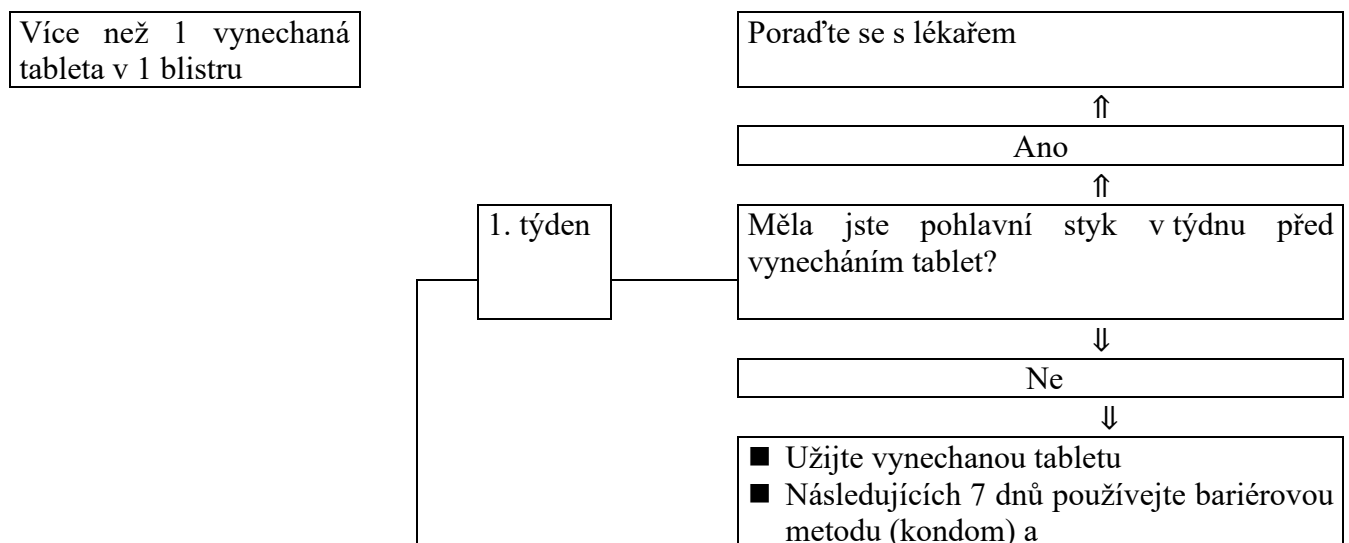 Více než 1 vynechaná
tableta v 1 blistru
Poraďte se s lékařem
⇑
Ano
⇑
1. týden
Měla jste pohlavní styk v týdnu před
vynecháním tablet?
⇓
Ne
⇓
■ Užijte vynechanou tabletu
■ Následujících 7 dnů používejte bariérovou
metodu (kondom) a